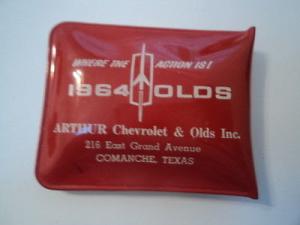 WHERE THE ACTION IS!
1964 OLDS
ARTHUR Chevrolet & Olds Inc.
216 East Grand Avenue
COMANCHE, TEXAS